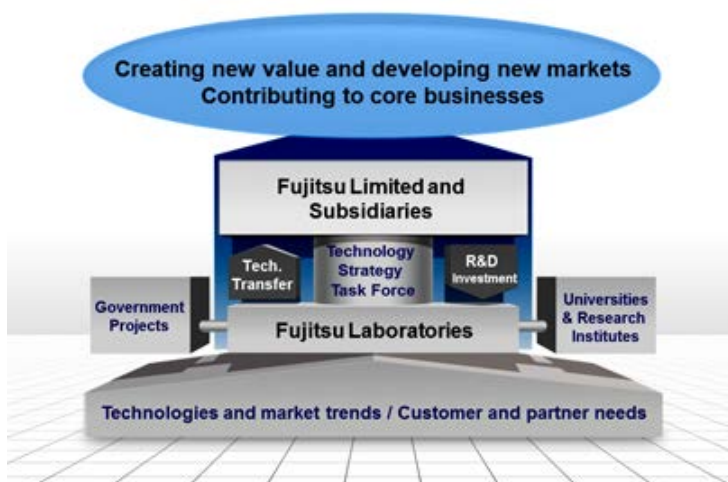 Creating new value and developing new markets
Contributing to core businesses
Fujitsu Limited and
Subsidiaries
Tech.
Transfer
Technology
Strategy
Task Force
R&D
Investment
Government
Projects
Fujitsu Laboratories
Universities
& Research
Institutes
Technologies and market trends / Customer and partner needs